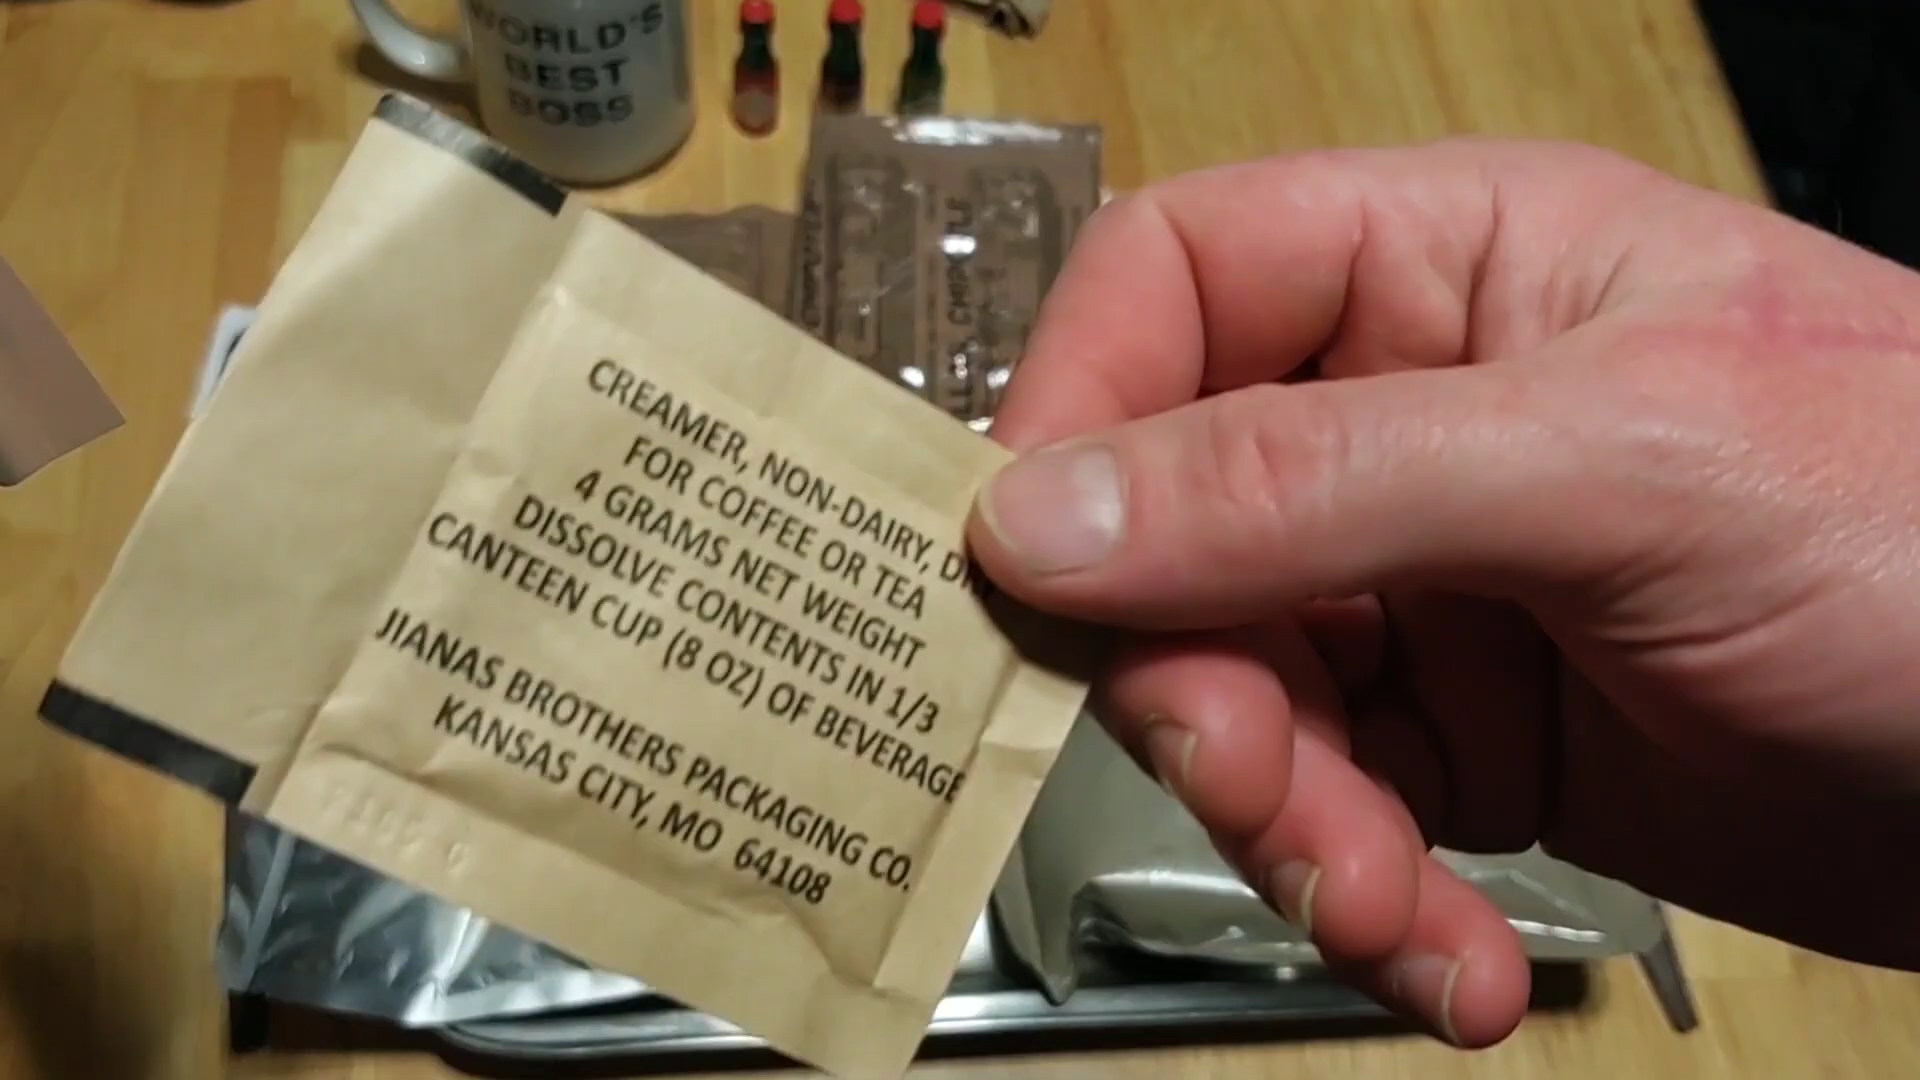 WORLD'S
BEST
BOSS
CHIPOTLE
CREAMER, NON-DAIRY,
FOR COFFEE OR TEA
4 GRAMS NET WEIGHT
DISSOLVE CONTENTS IN 1/3
CANTEEN CUP (8 OZ) OF BEVERAGE
JIANAS BROTHERS PACKAGING CO.
KANSAS CITY, MO 64108